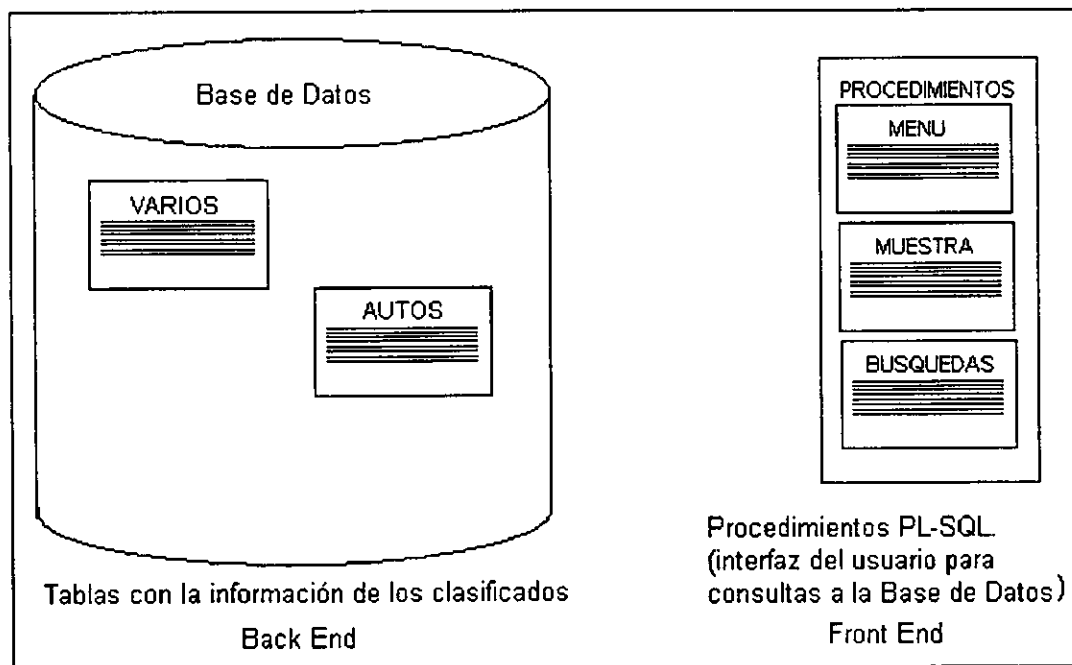 Base de Datos
VARIOS
AUTOS
Tablas con la información de los clasificados
Back End
PROCEDIMIENTOS
MENU
MUESTRA
BUSQUEDAS
Procedimientos PL-SQL.
(interfaz del usuario para
consultas a la Base de Datos)
Front End